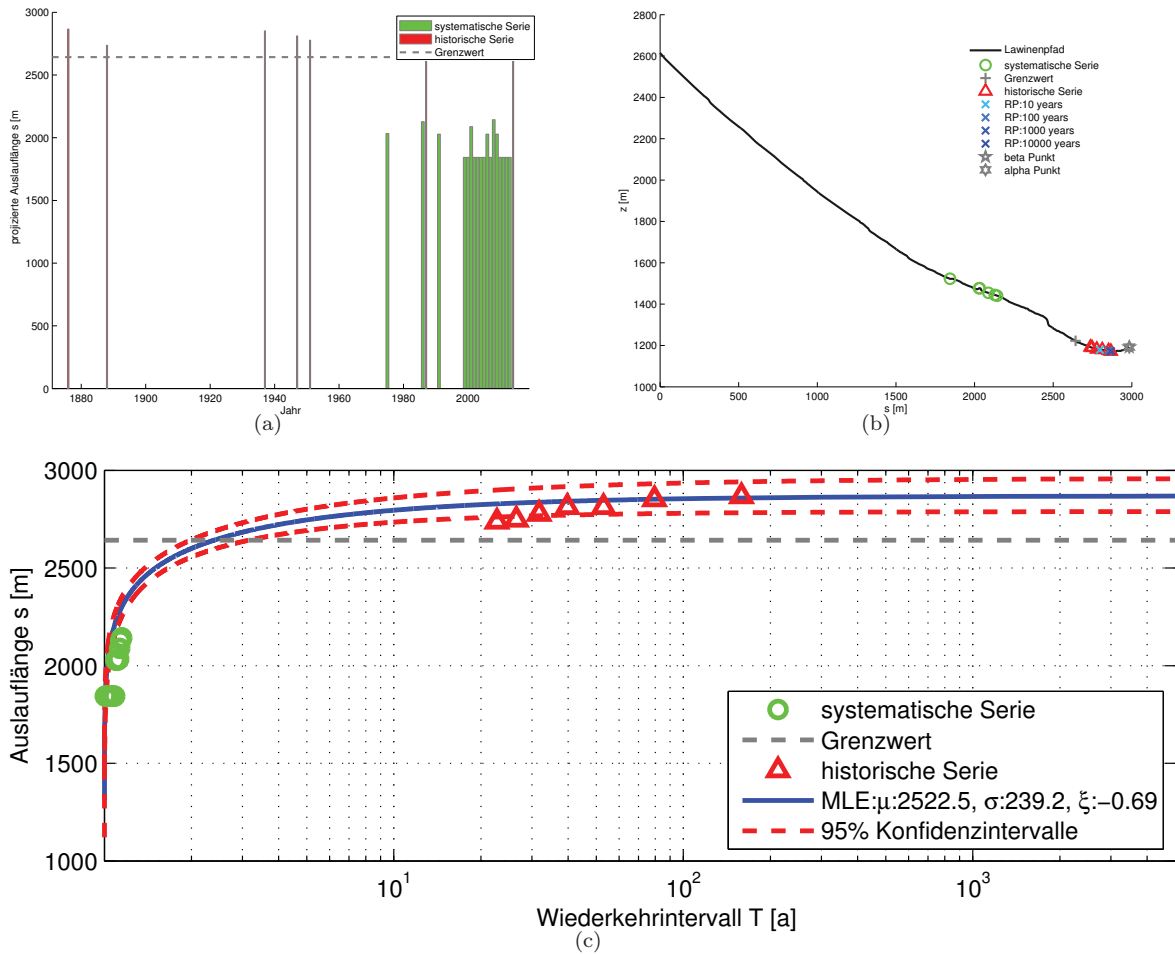 3000
2500
2000
1500
1000
500
0
projizierte Auslauflänge s [m]
1880 1900 1920 1940 1960 1980 2000
Jahr
systematische Serie
historische Serie
Grenzwert
(a)
2800
2600
2400
2200
2000
1800
1600
1400
1200
1000
z [m]
0 500 1000 1500 2000 2500 3000
s [m]
Lawinenpfad
systematische Serie
Grenzwert
historische Serie
RP:10 years
RP:100 years
RP:1000 years
RP:10000 years
beta Punkt
alpha Punkt
(b)
3000
2500
2000
1500
1000
Auslauflänge s [m]
10¹ 10² 10³
Wiederkehrintervall T [a]
systematische Serie
Grenzwert
historische Serie
MLE:μ:2522.5, σ:239.2, ξ:−0.69
95% Konfidenzintervalle
(c)